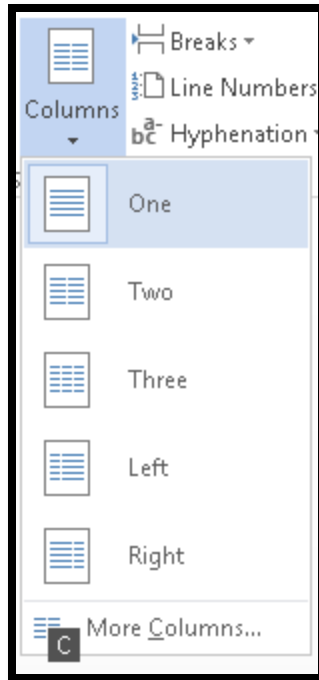 Breaks
Line Numbers
Columns
Hyphenation
One
Two
Three
Left
Right
More Columns...
C